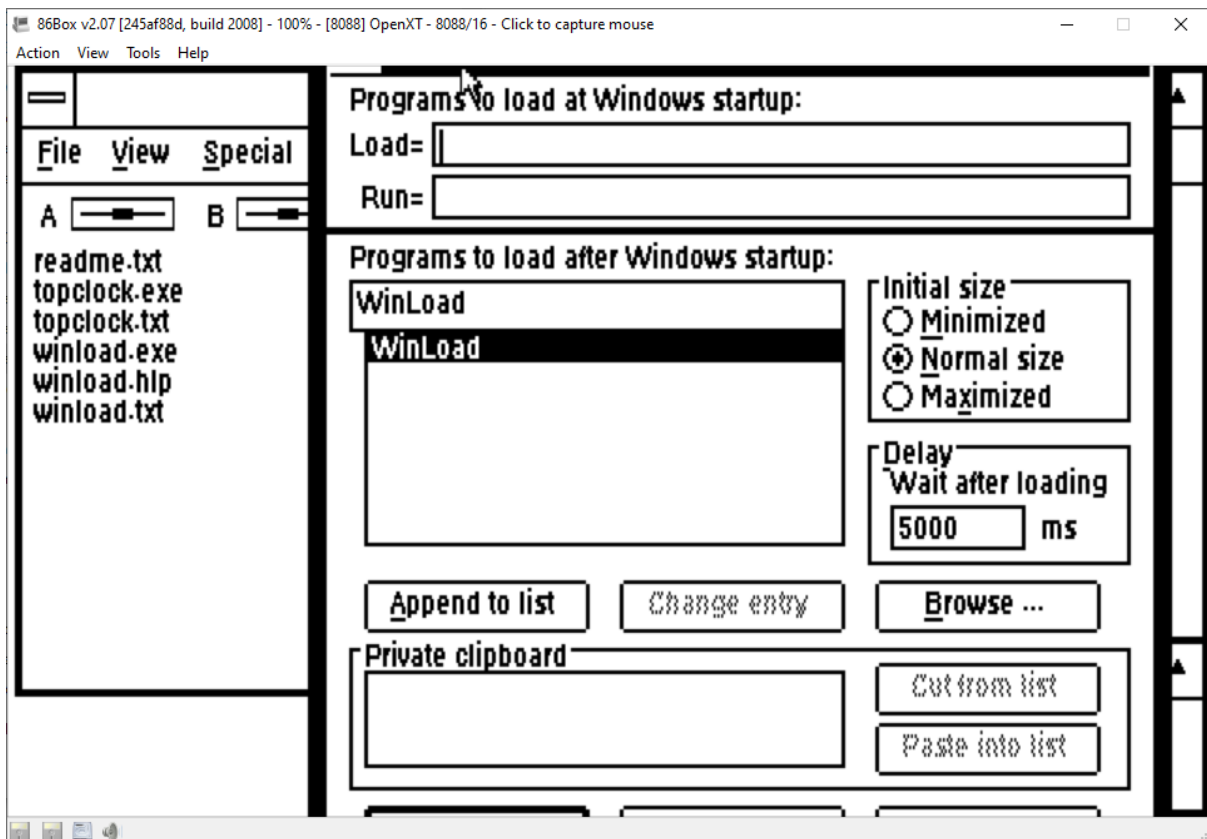 86Box v2.07 [245af88d, build 2008] - 100% - [8088] OpenXT - 8088/16 - Click to capture mouse
Action View Tools Help
File View Special
A B
readme.txt
topclock.exe
topclock.txt
winload.exe
winload.hlp
winload.txt
Programs to load at Windows startup:
Load=
Run=
Programs to load after Windows startup:
WinLoad
WinLoad
Initial size
Minimized
Normal size
Maximized
Delay
Wait after loading
5000 ms
Append to list Change entry Browse ...
Private clipboard
Cut from list
Paste into list